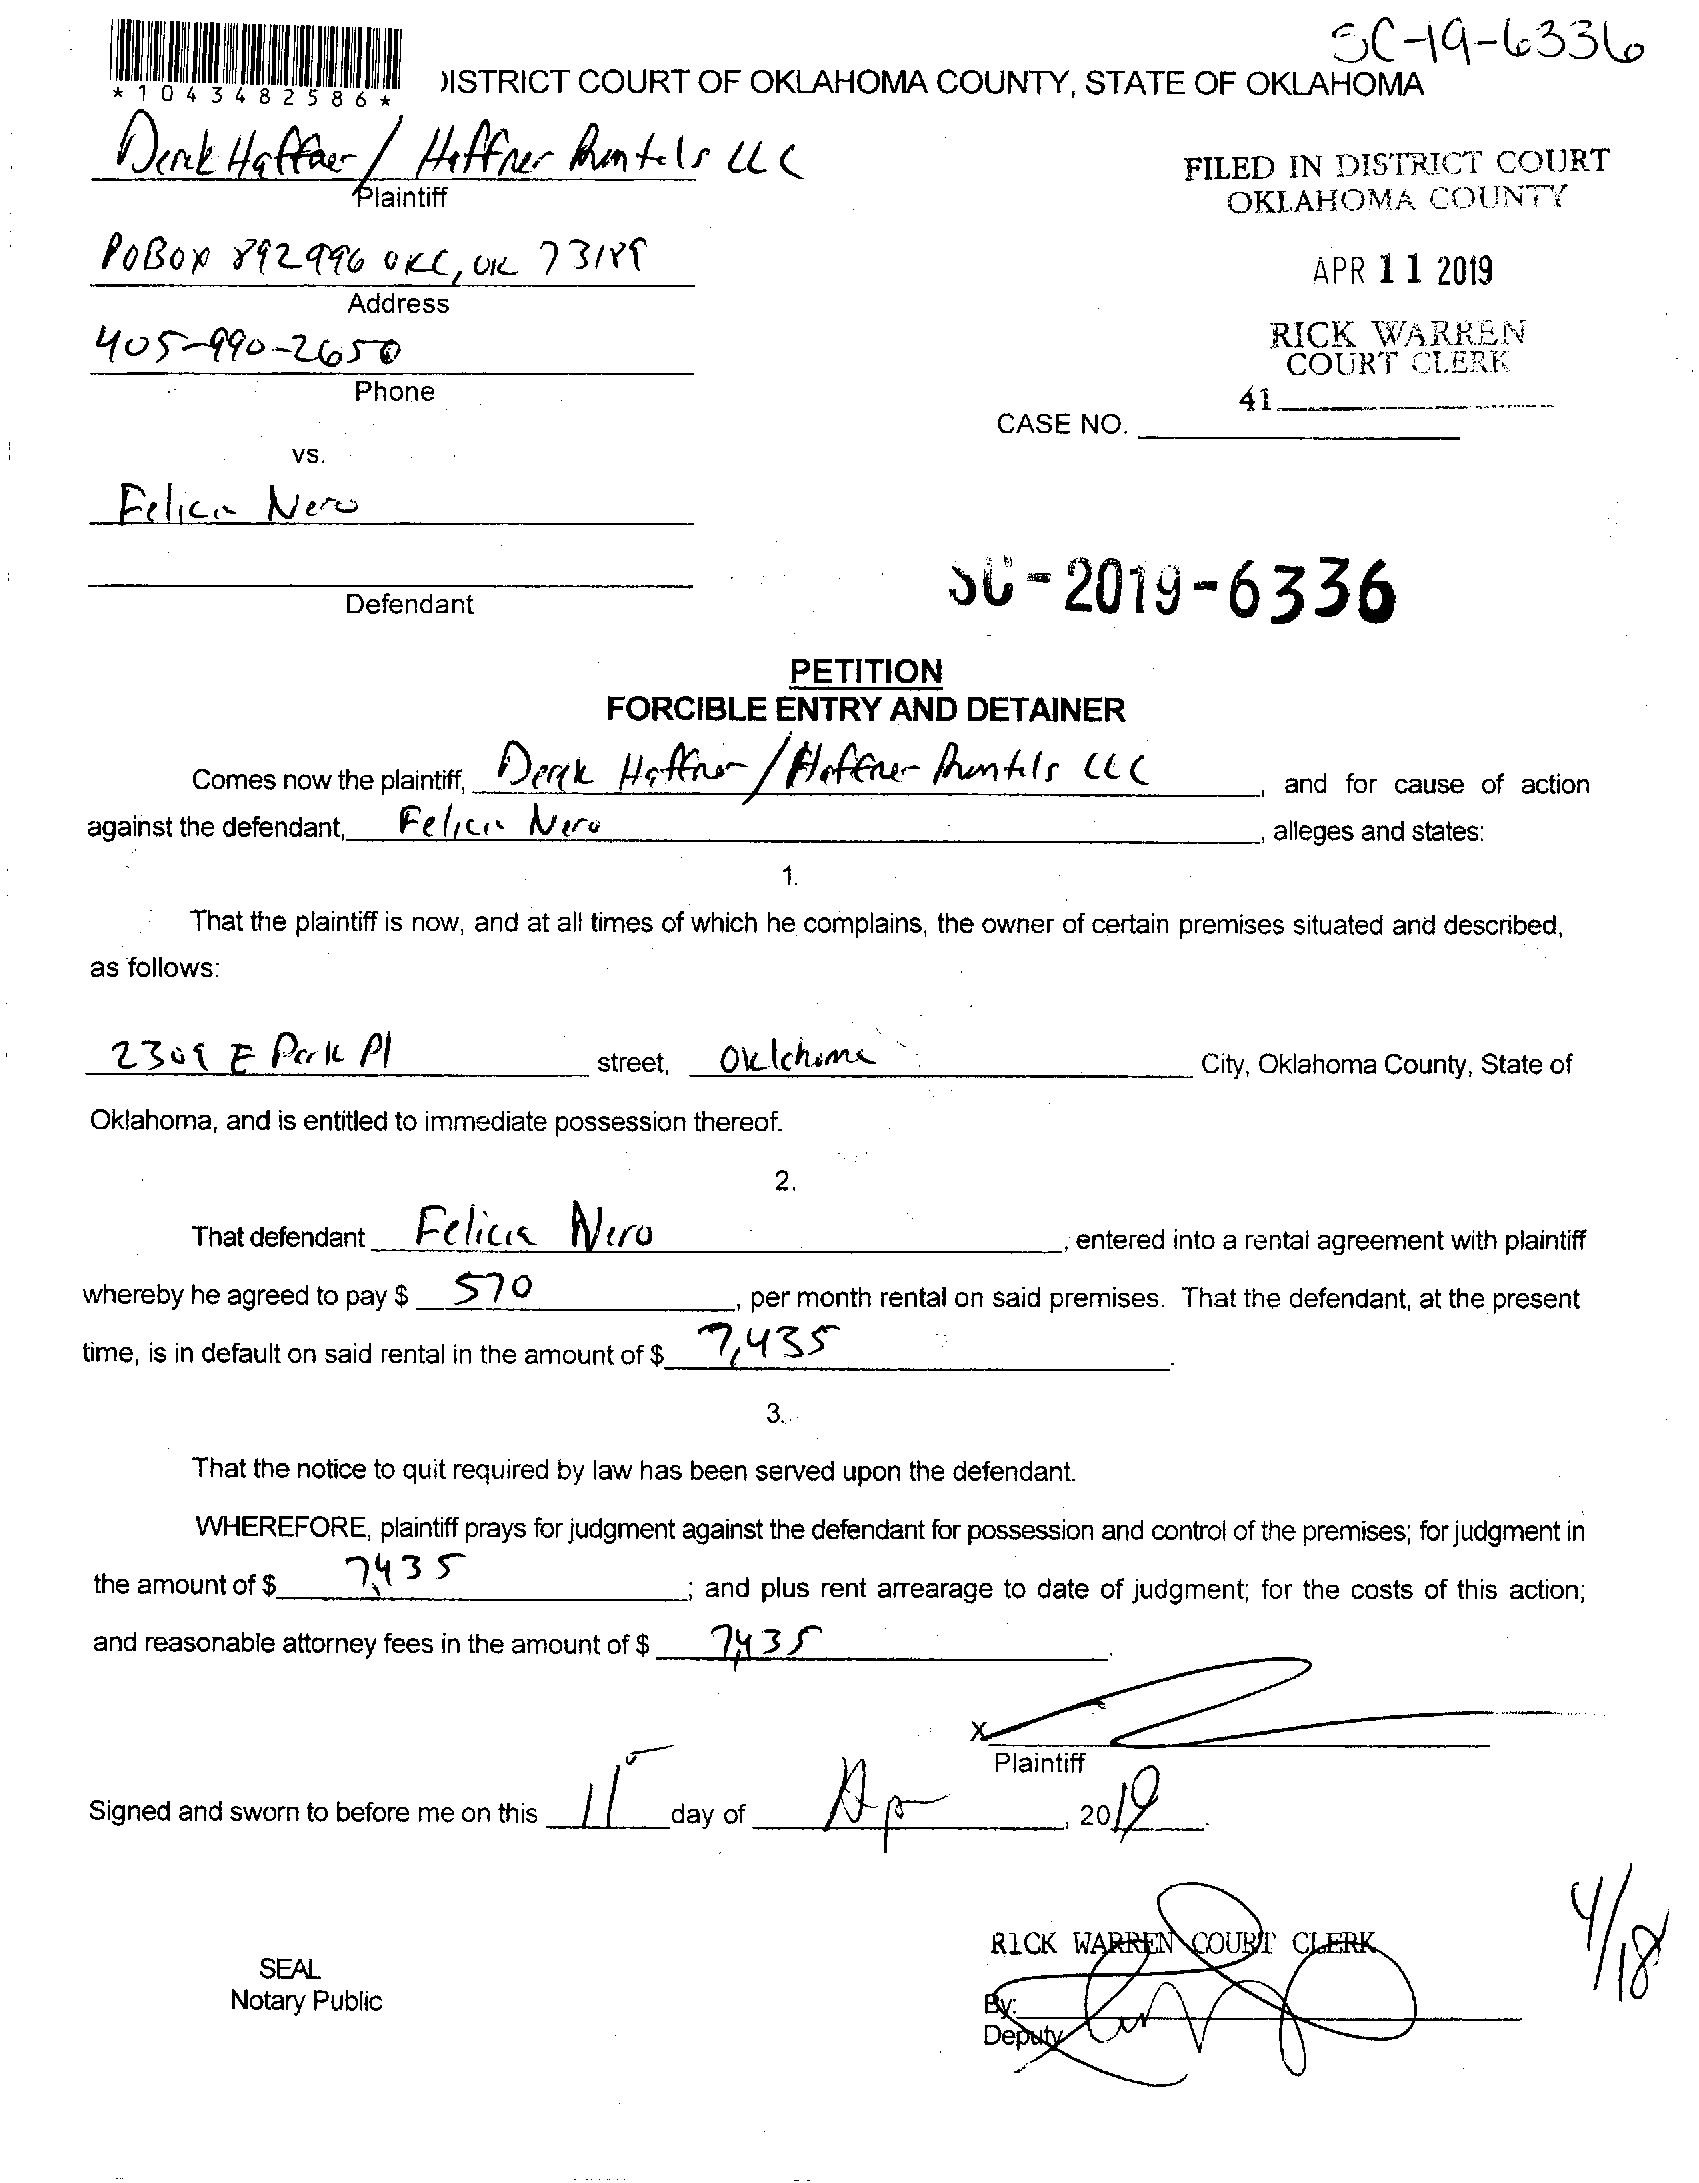 SC-19-6336
*1043482586*
DISTRICT COURT OF OKLAHOMA COUNTY, STATE OF OKLAHOMA
Derek Haffner / Haffner Rentals LLC
Plaintiff
FILED IN DISTRICT COURT
OKLAHOMA COUNTY
PO Box 892996 OKC, OK 73189
Address
APR 11 2019
405-990-2650
Phone
RICK WARREN
COURT CLERK
41
CASE NO.
vs.
Felicia Nero
Defendant
SC-2019-6336
PETITION
FORCIBLE ENTRY AND DETAINER
Comes now the plaintiff, Derek Haffner / Haffner Rentals LLC, and for cause of action
against the defendant, Felicia Nero, alleges and states:
1.
That the plaintiff is now, and at all times of which he complains, the owner of certain premises situated and described,
as follows:
2309 E Park Pl street, Oklahoma City, Oklahoma County, State of
Oklahoma, and is entitled to immediate possession thereof.
2.
That defendant Felicia Nero, entered into a rental agreement with plaintiff
whereby he agreed to pay $ 570, per month rental on said premises. That the defendant, at the present
time, is in default on said rental in the amount of $ 7,435.
3.
That the notice to quit required by law has been served upon the defendant.
WHEREFORE, plaintiff prays for judgment against the defendant for possession and control of the premises; for judgment in
the amount of $ 7,435; and plus rent arrearage to date of judgment; for the costs of this action;
and reasonable attorney fees in the amount of $ 7,435.
X
Plaintiff
Signed and sworn to before me on this 11 day of Apr, 2019
4/18
RICK WARREN COURT CLERK
SEAL
Notary Public
By:
Deputy